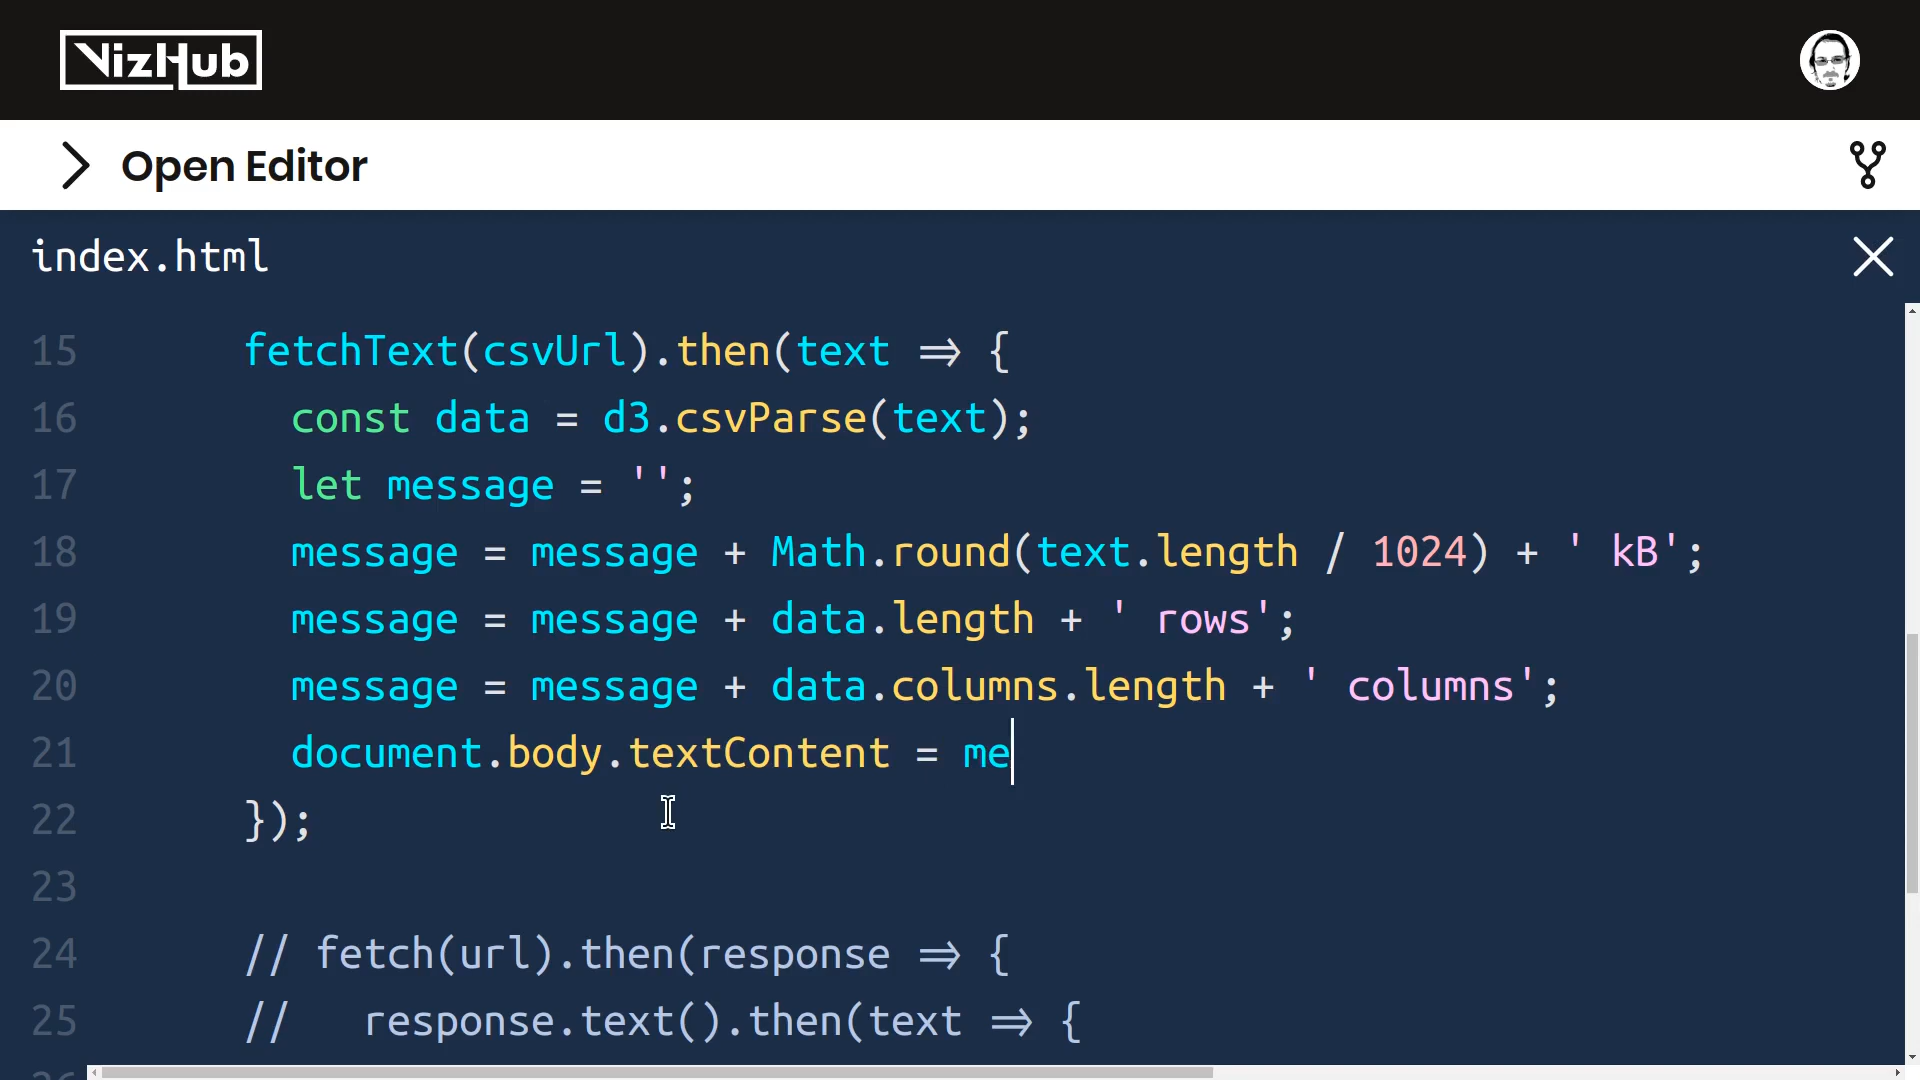 VizHub
Open Editor
index.html
15 fetchText(csvUrl).then(text => {
16 const data = d3.csvParse(text);
17 let message = '';
18 message = message + Math.round(text.length / 1024) + ' kB';
19 message = message + data.length + ' rows';
20 message = message + data.columns.length + ' columns';
21 document.body.textContent = me
22 });
23
24 // fetch(url).then(response => {
25 //   response.text().then(text => {